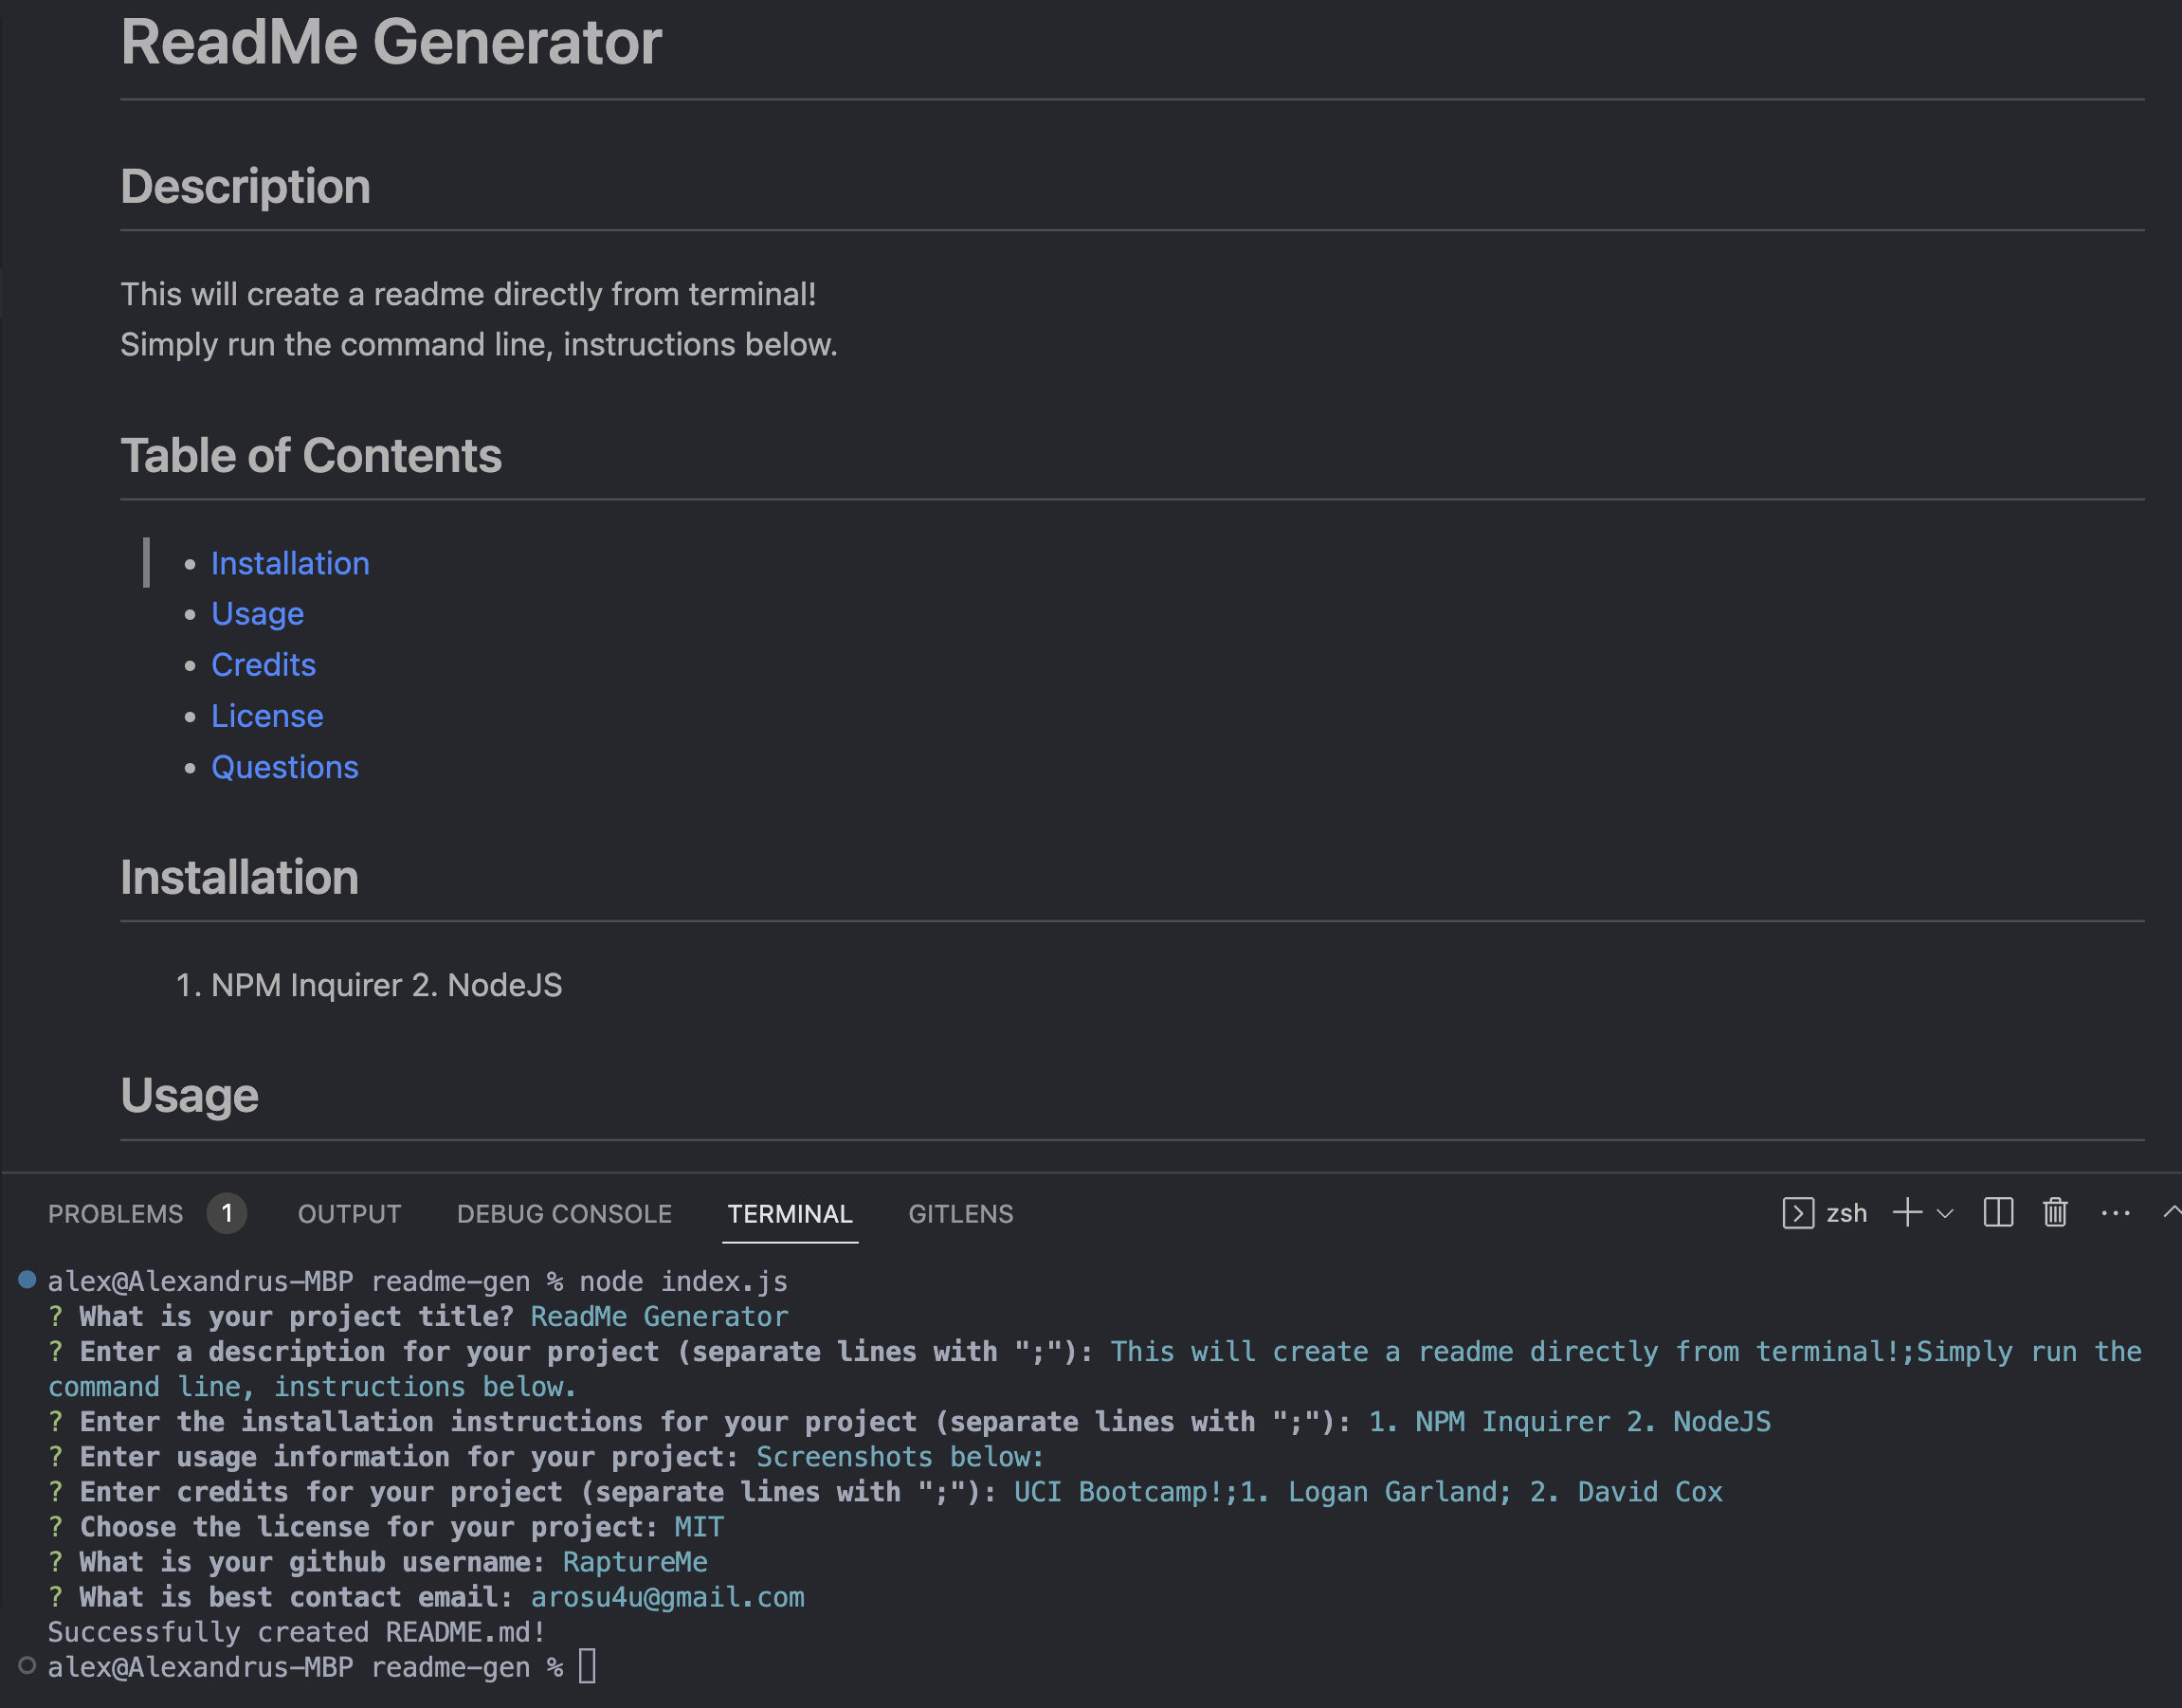 ReadMe Generator
Description
This will create a readme directly from terminal!
Simply run the command line, instructions below.
Table of Contents
• Installation
• Usage
• Credits
• License
• Questions
Installation
1. NPM Inquirer 2. NodeJS
Usage
PROBLEMS 1 OUTPUT DEBUG CONSOLE TERMINAL GITLENS zsh
alex@Alexandrus-MBP readme-gen % node index.js
? What is your project title? ReadMe Generator
? Enter a description for your project (separate lines with ";"): This will create a readme directly from terminal!;Simply run the
command line, instructions below.
? Enter the installation instructions for your project (separate lines with ";"): 1. NPM Inquirer 2. NodeJS
? Enter usage information for your project: Screenshots below:
? Enter credits for your project (separate lines with ";"): UCI Bootcamp!;1. Logan Garland; 2. David Cox
? Choose the license for your project: MIT
? What is your github username: RaptureMe
? What is best contact email: arosu4u@gmail.com
Successfully created README.md!
alex@Alexandrus-MBP readme-gen %